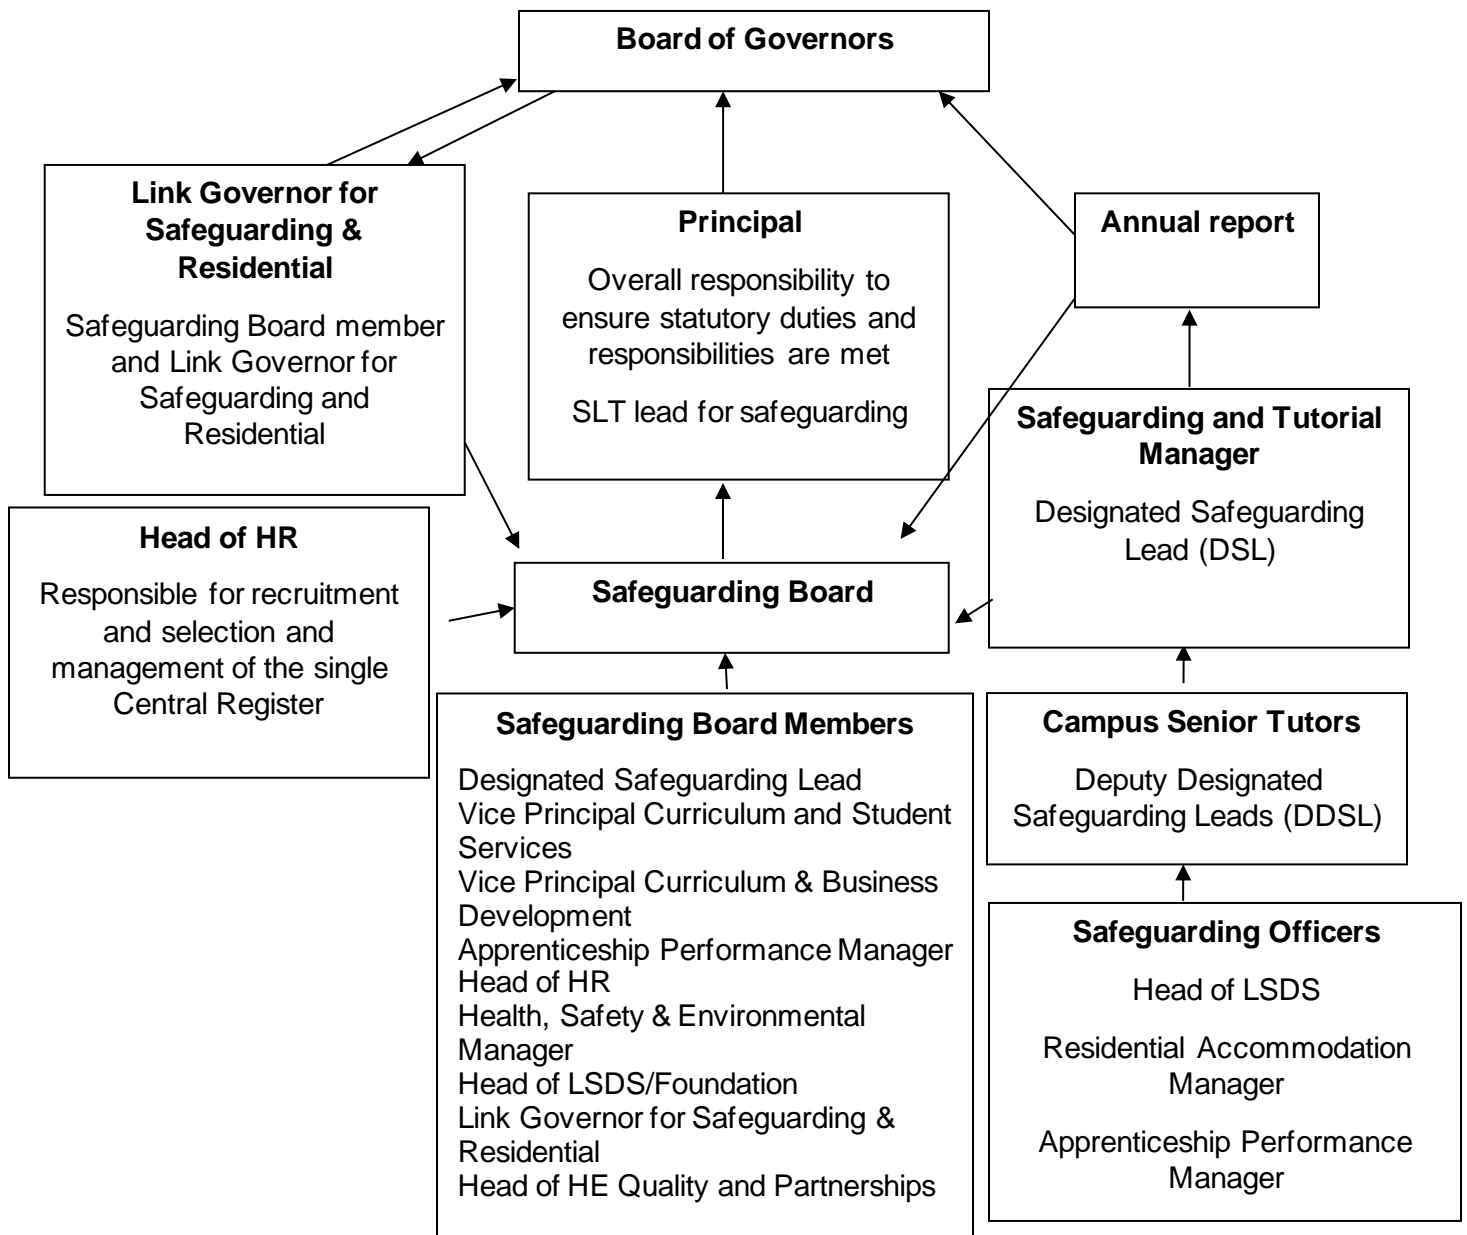 Board of Governors
Link Governor for
Safeguarding &
Residential
Safeguarding Board member
and Link Governor for
Safeguarding and
Residential
Principal
Overall responsibility to
ensure statutory duties and
responsibilities are met
SLT lead for safeguarding
Annual report
Safeguarding and Tutorial
Manager
Designated Safeguarding
Lead (DSL)
Head of HR
Responsible for recruitment
and selection and
management of the single
Central Register
Safeguarding Board
Safeguarding Board Members
Designated Safeguarding Lead
Vice Principal Curriculum and Student
Services
Vice Principal Curriculum & Business
Development
Apprenticeship Performance Manager
Head of HR
Health, Safety & Environmental
Manager
Head of LSDS/Foundation
Link Governor for Safeguarding &
Residential
Head of HE Quality and Partnerships
Campus Senior Tutors
Deputy Designated
Safeguarding Leads (DDSL)
Safeguarding Officers
Head of LSDS
Residential Accommodation
Manager
Apprenticeship Performance
Manager